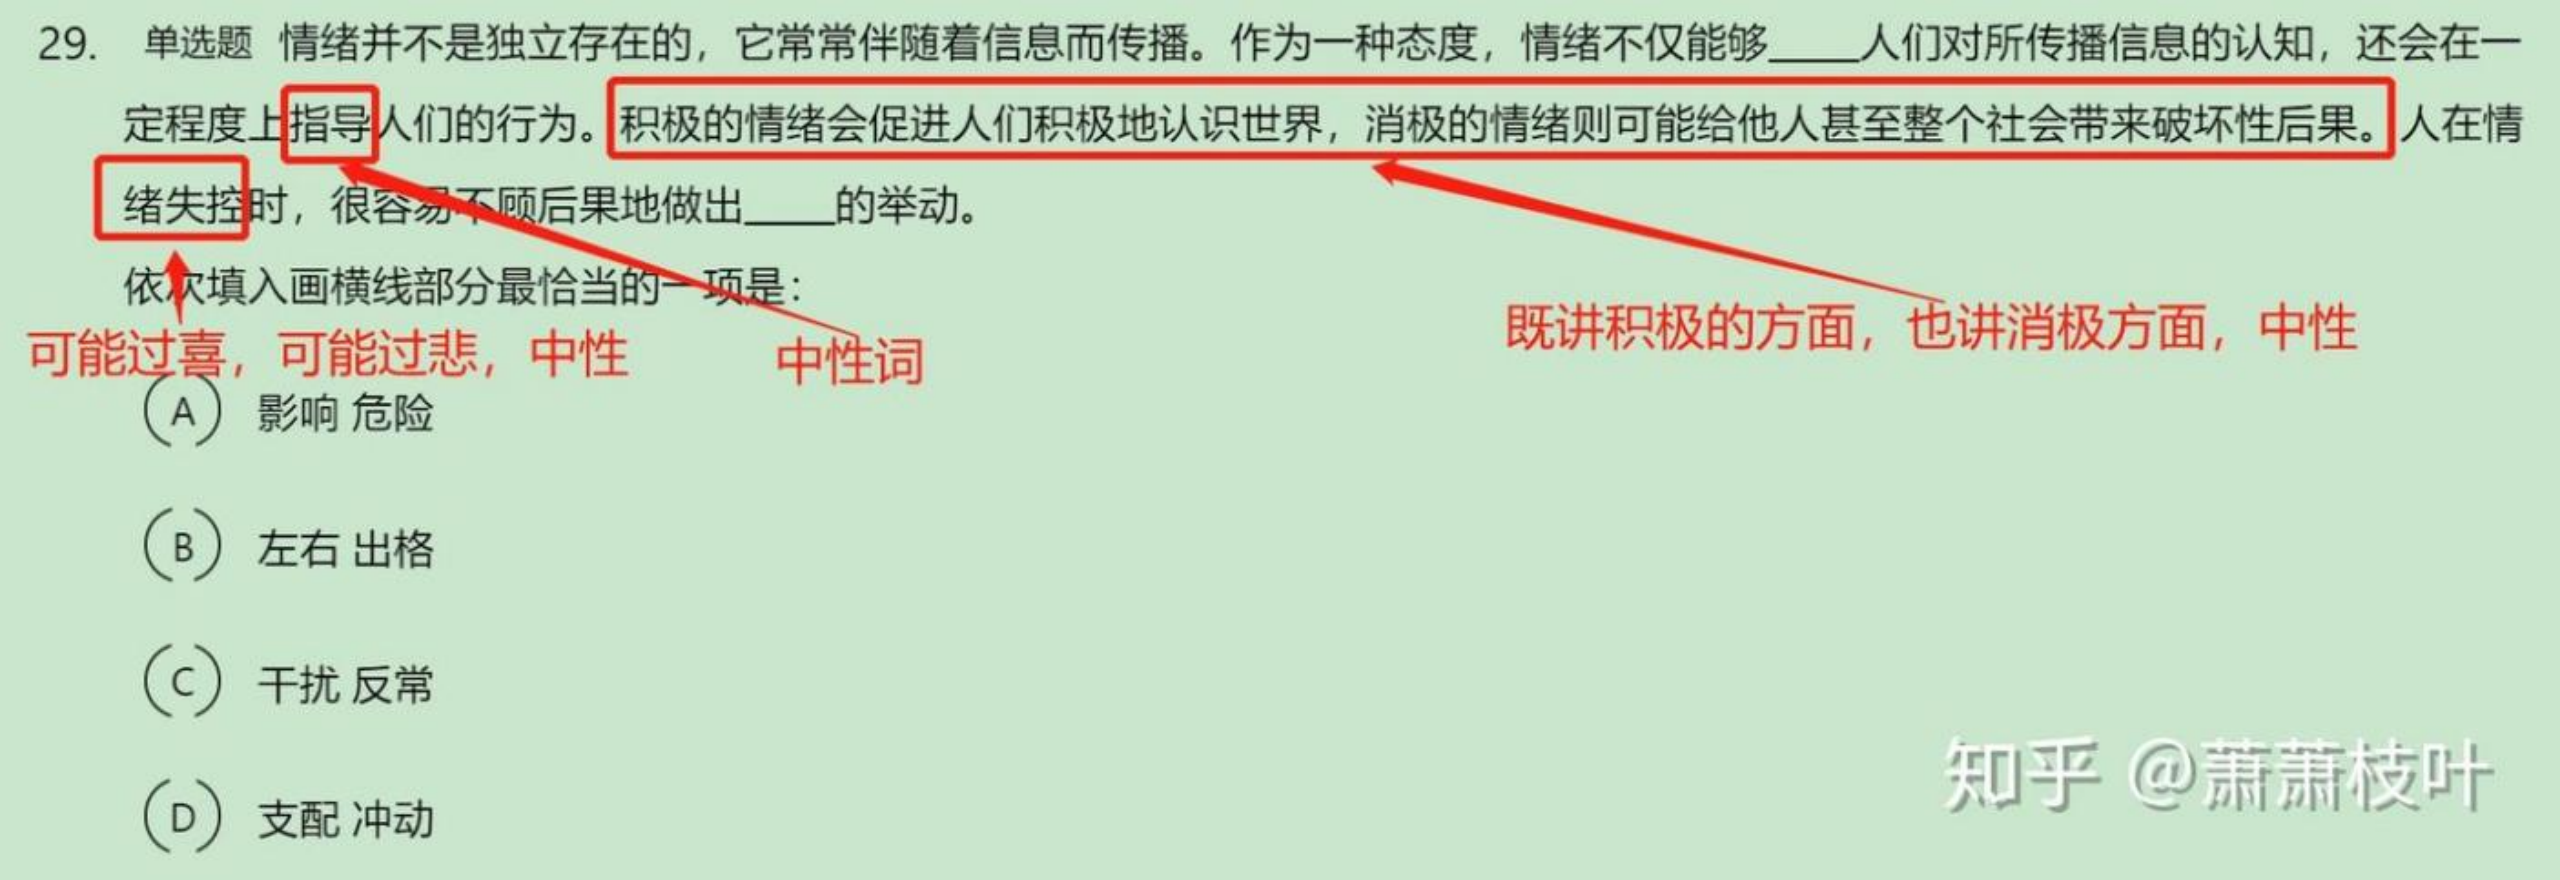 29. 单选题 情绪并不是独立存在的，它常常伴随着信息而传播。作为一种态度，情绪不仅能够____人们对所传播信息的认知，还会在一
定程度上指导人们的行为。积极的情绪会促进人们积极地认识世界，消极的情绪则可能给他人甚至整个社会带来破坏性后果。人在情
绪失控时，很容易不顾后果地做出____的举动。
依次填入画横线部分最恰当的一项是：
既讲积极的方面，也讲消极方面，中性
可能过喜，可能过悲，中性
中性词
A 影响 危险
B 左右 出格
C 干扰 反常
D 支配 冲动
知乎 @萧萧枝叶